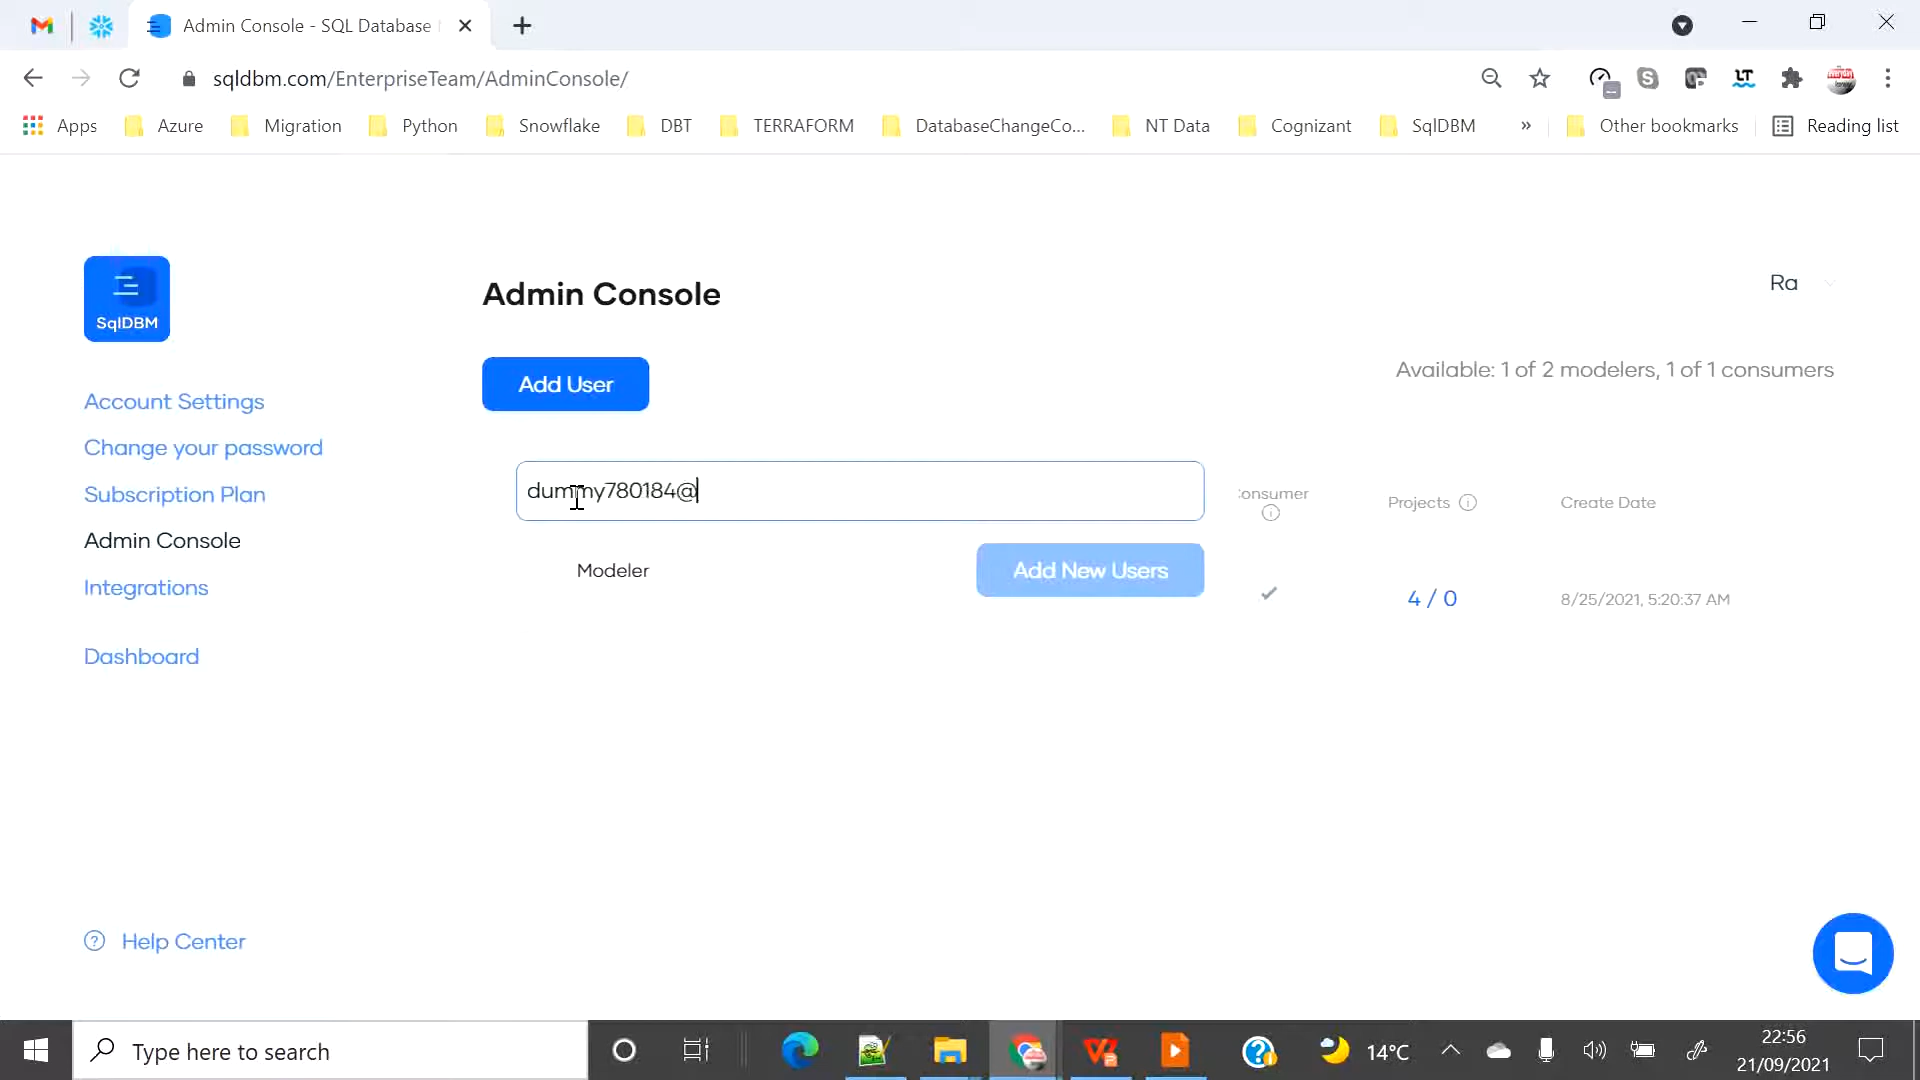 Admin Console - SQL Database
sqldbm.com/EnterpriseTeam/AdminConsole/
Apps Azure Migration Python Snowflake DBT TERRAFORM DatabaseChangeCo... NT Data Cognizant SqlDBM » Other bookmarks Reading list
SqlDBM
Admin Console
Ra
Add User
Available: 1 of 2 modelers, 1 of 1 consumers
Account Settings
Change your password
Subscription Plan
Admin Console
Integrations
Dashboard
dummy780184@
onsumer
Projects
Create Date
Modeler
Add New Users
4 / 0
8/25/2021, 5:20:37 AM
Help Center
Type here to search
14°C
22:56
21/09/2021